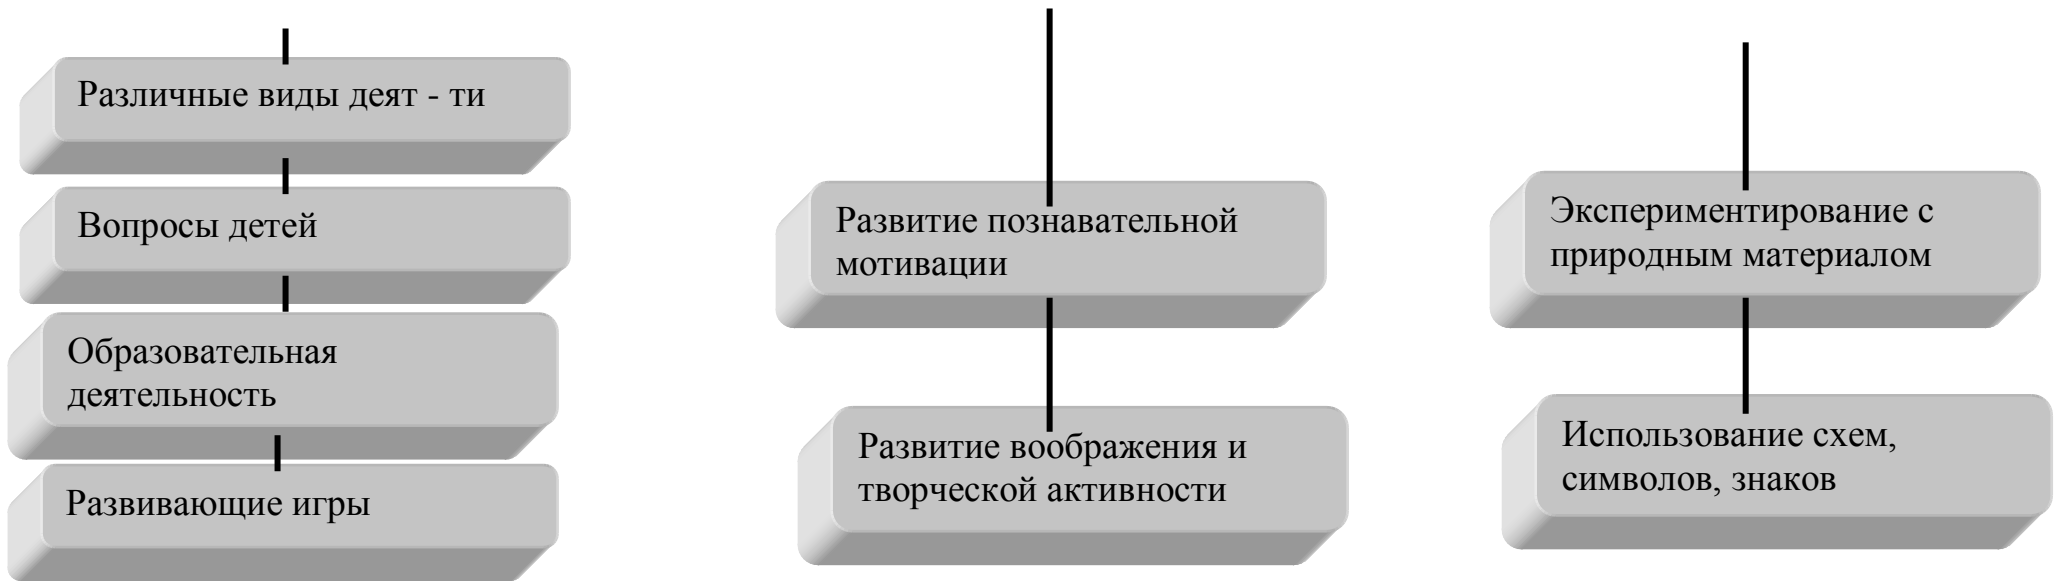 Различные виды деят - ти
Вопросы детей
Образовательная
деятельность
Развивающие игры
Развитие познавательной
мотивации
Развитие воображения и
творческой активности
Экспериментирование с
природным материалом
Использование схем,
символов, знаков